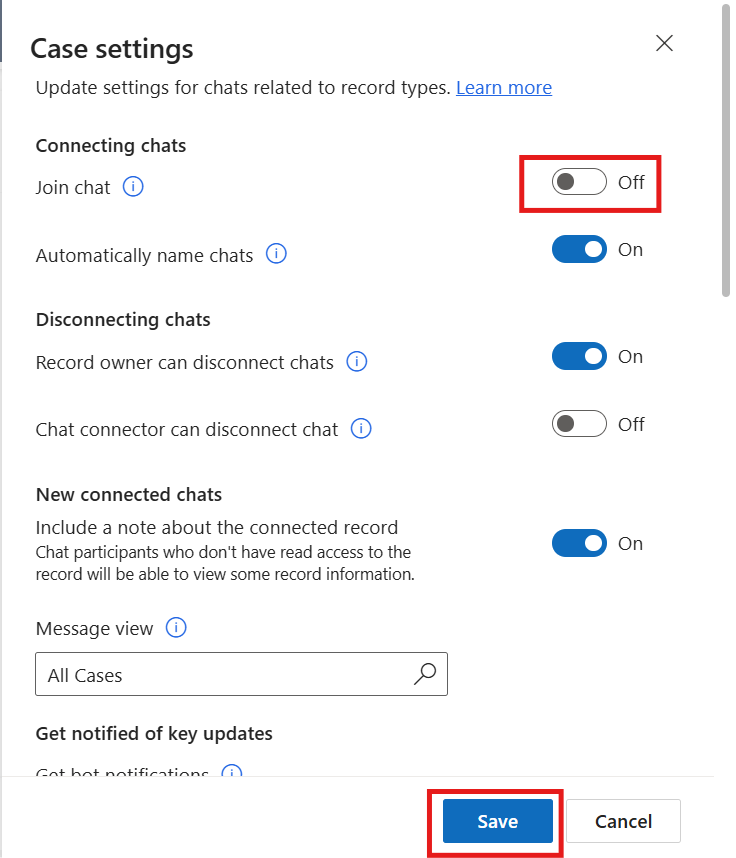 Case settings
Update settings for chats related to record types. Learn more
Connecting chats
Join chat
Off
Automatically name chats
On
Disconnecting chats
Record owner can disconnect chats
On
Chat connector can disconnect chat
Off
New connected chats
Include a note about the connected record
Chat participants who don't have read access to the
record will be able to view some record information.
On
Message view
All Cases
Get notified of key updates
Get bot notifications
Save
Cancel